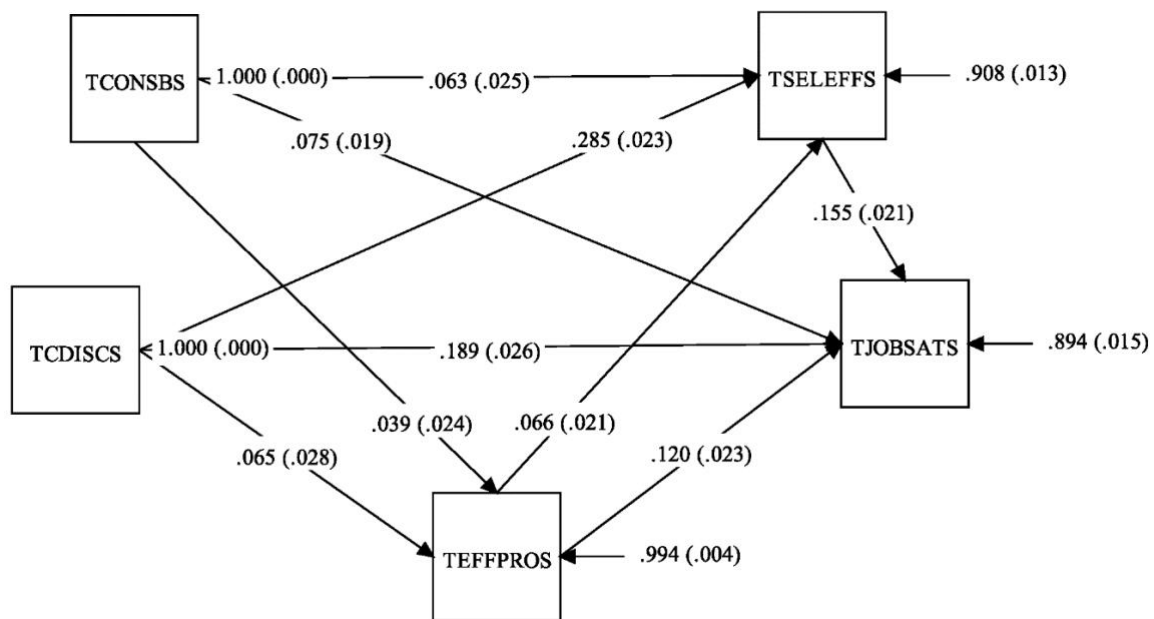 TCONSBS
1.000 (.000)
.063 (.025)
TSELEFFS
.908 (.013)
.075 (.019)
.285 (.023)
.155 (.021)
TCDISCS
1.000 (.000)
.189 (.026)
TJOBSATS
.894 (.015)
.039 (.024)
.066 (.021)
.065 (.028)
.120 (.023)
TEFFPROS
.994 (.004)